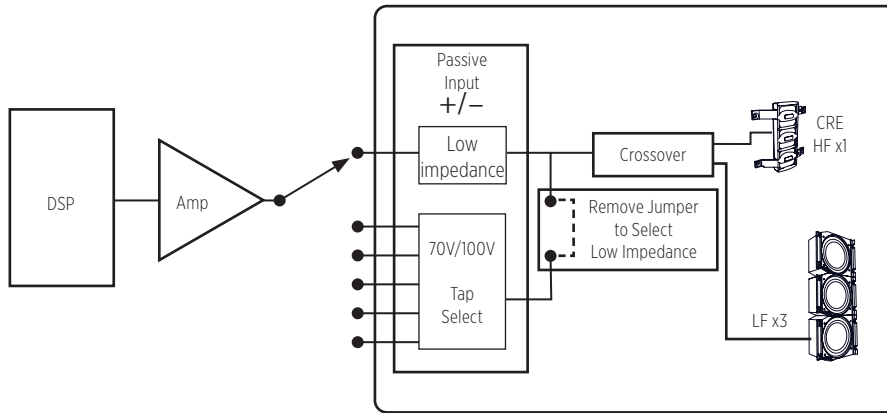 DSP
Amp
Passive
Input
+/−
Low
impedance
70V/100V
Tap
Select
Crossover
Remove Jumper
to Select
Low Impedance
CRE
HF x1
LF x3